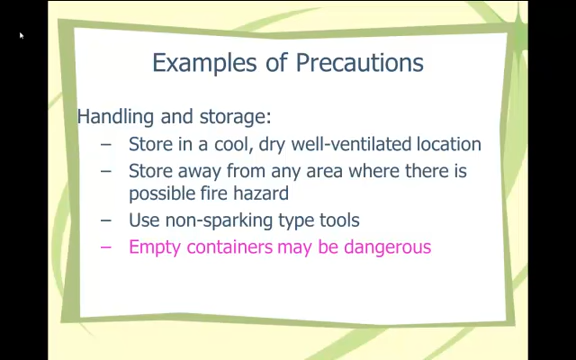 Examples of Precautions
Handling and storage:
– Store in a cool, dry well-ventilated location
– Store away from any area where there is
possible fire hazard
– Use non-sparking type tools
– Empty containers may be dangerous